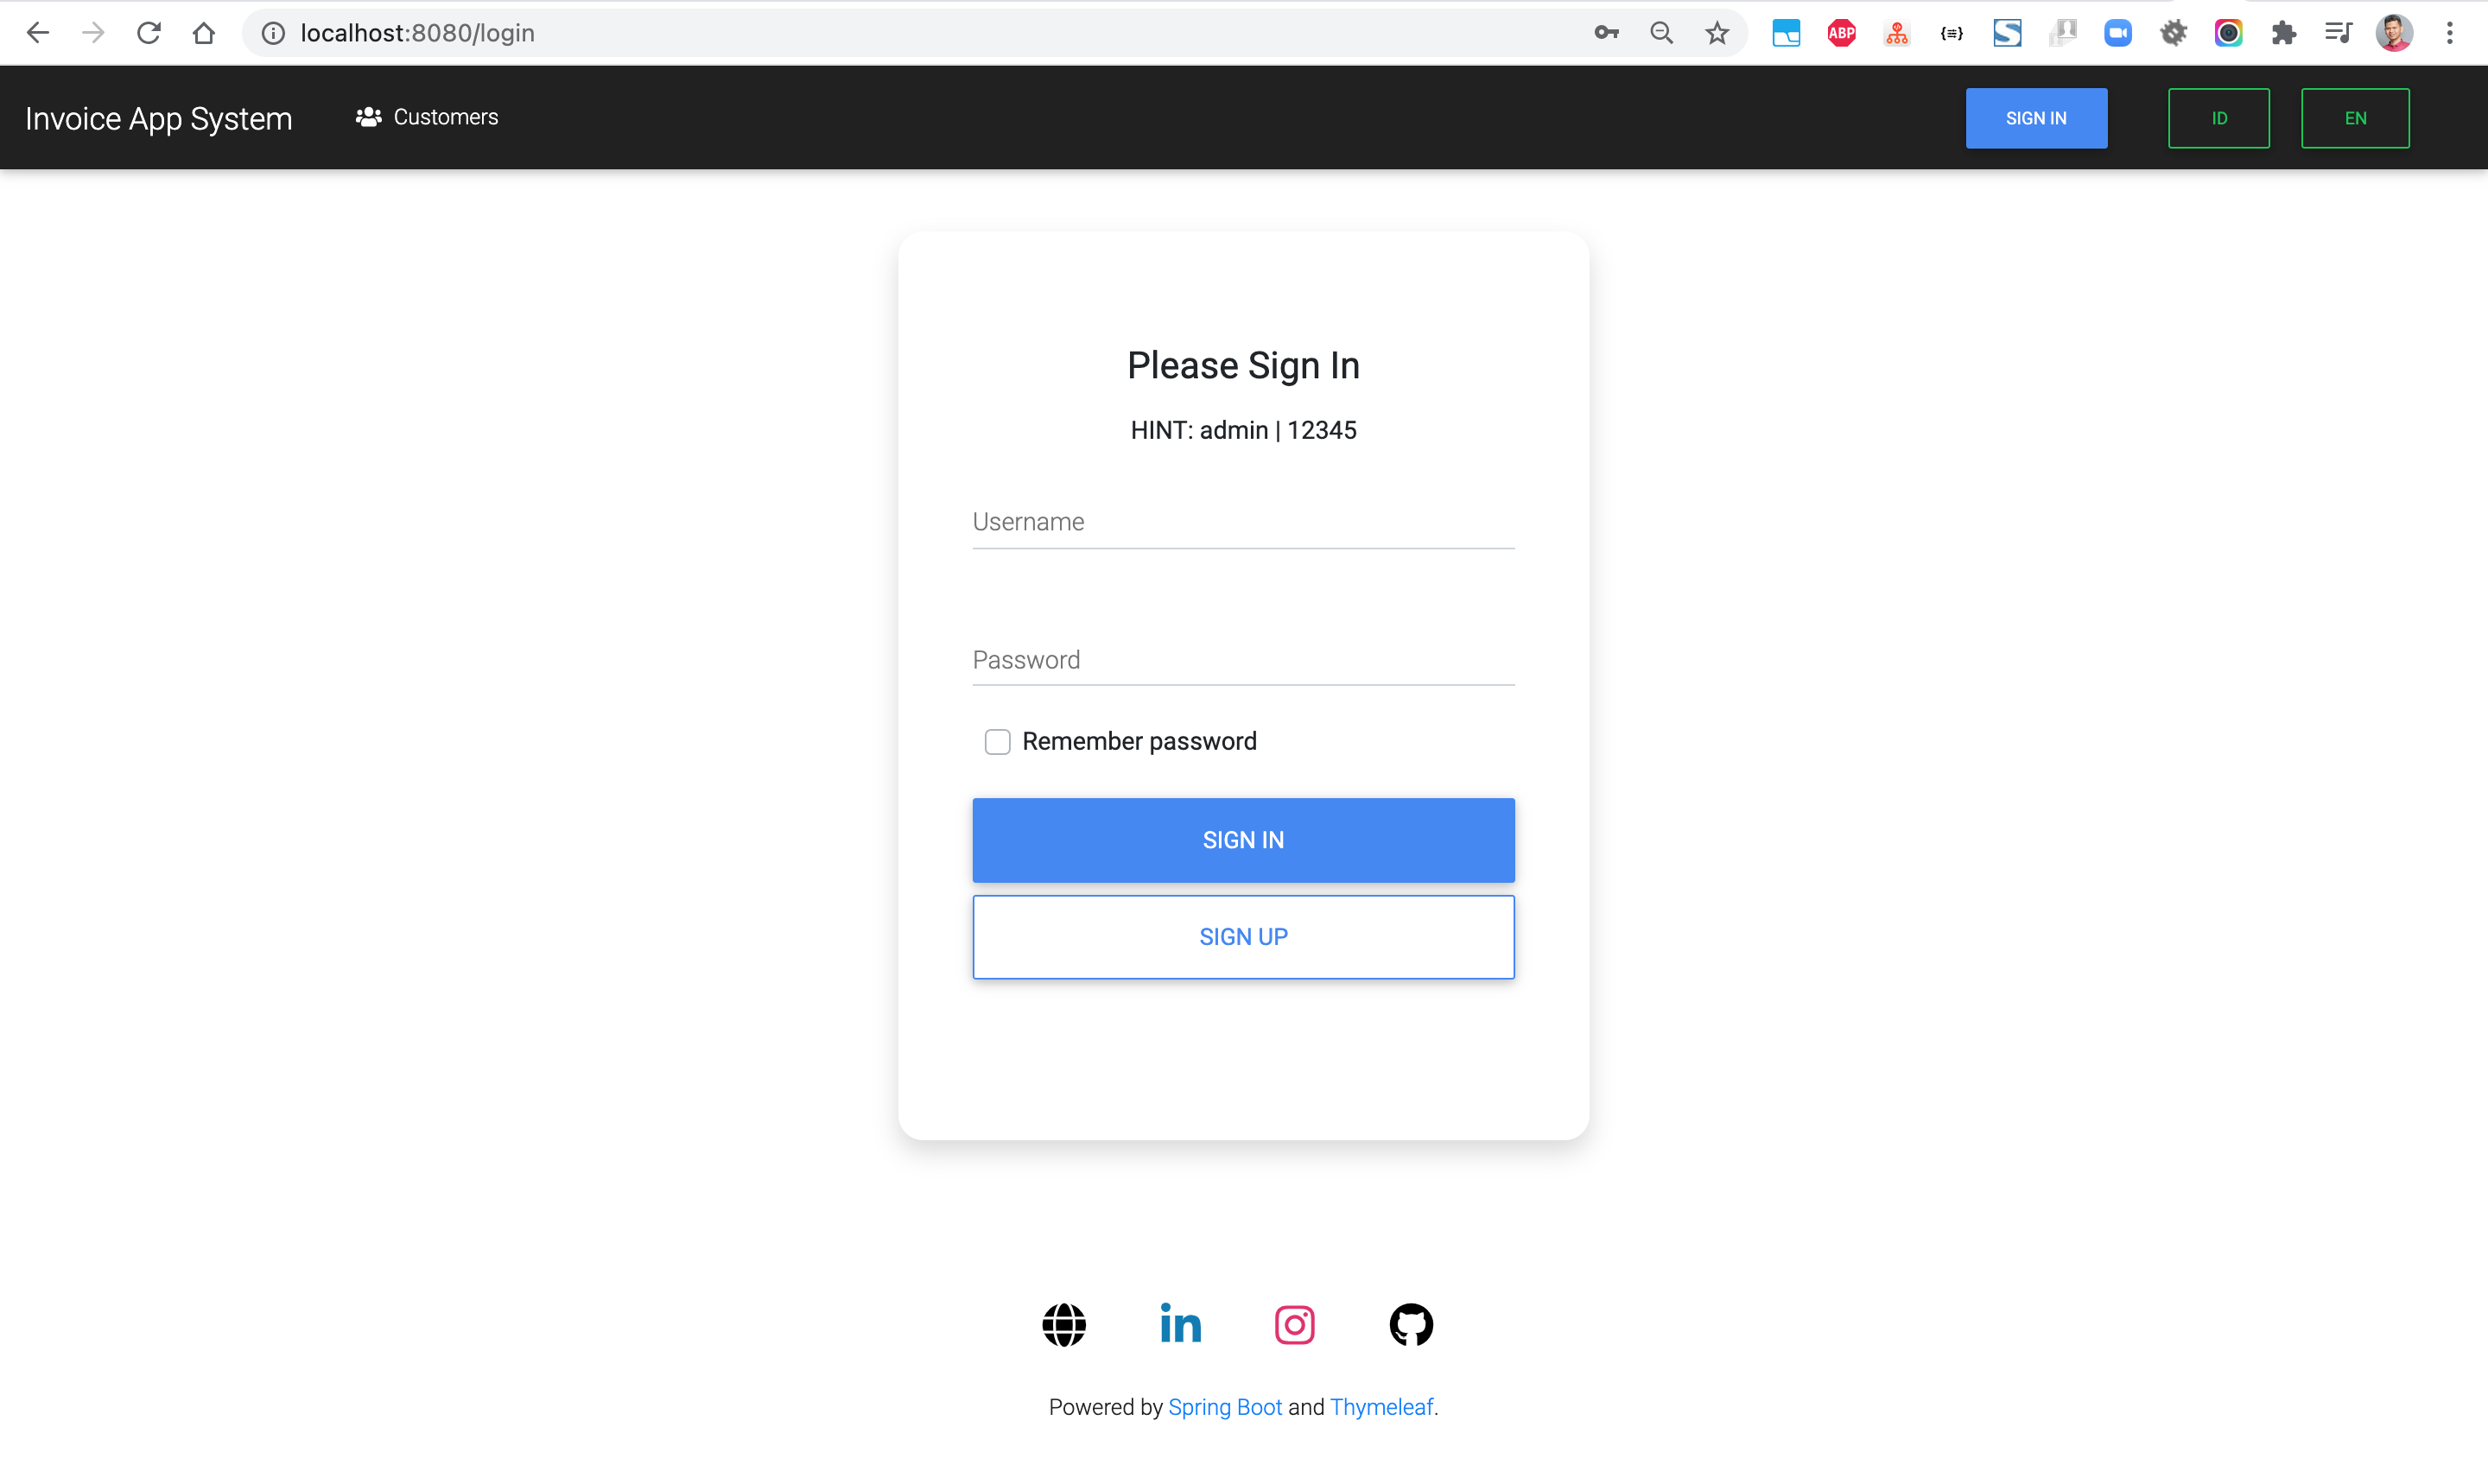 localhost:8080/login
ABP
Invoice App System
Customers
SIGN IN
ID
EN
Please Sign In
HINT: admin | 12345
Username
Password
Remember password
SIGN IN
SIGN UP
in
Powered by Spring Boot and Thymeleaf.